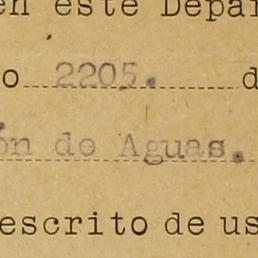 en este Depar
o 2205. d
ón de Aguas.
escrito de us